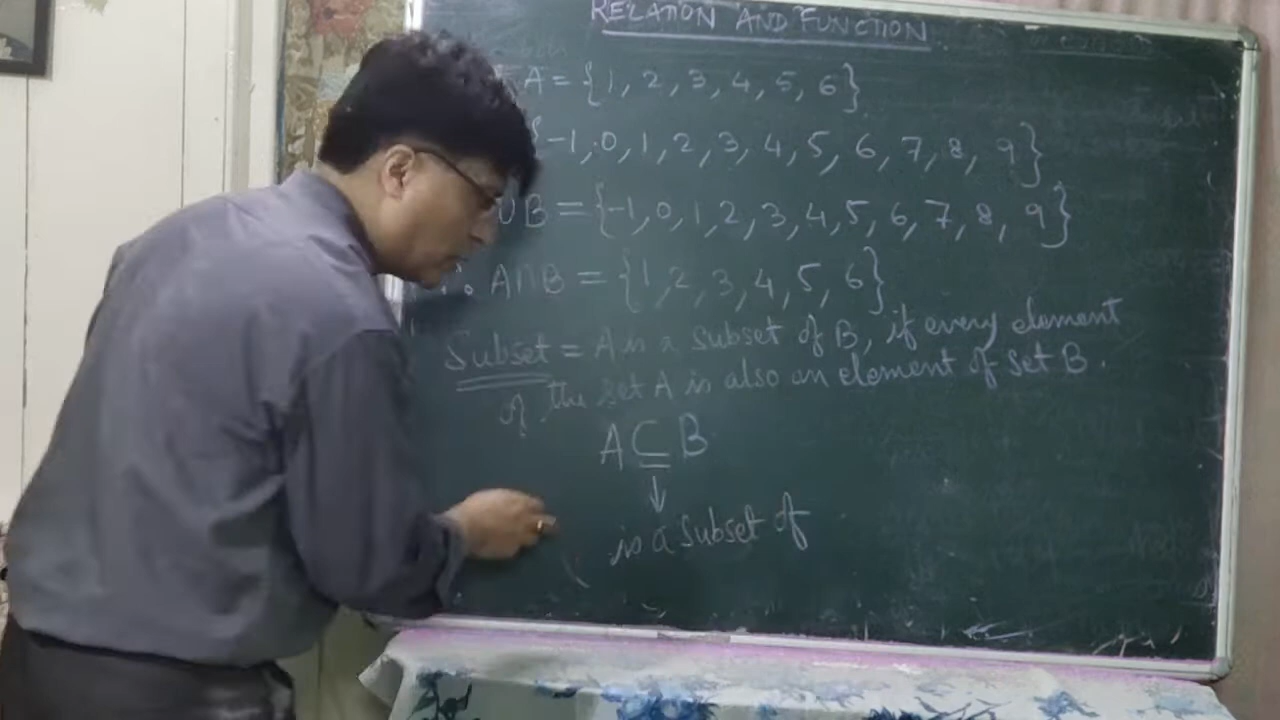 RELATION AND FUNCTION
A = {1, 2, 3, 4, 5, 6}
{-1, 0, 1, 2, 3, 4, 5, 6, 7, 8, 9}
∪B = {-1, 0, 1, 2, 3, 4, 5, 6, 7, 8, 9}
∴ A∩B = {1, 2, 3, 4, 5, 6}
Subset = A is a subset of B, if every element
of the set A is also an element of set B.
A ⊆ B
↓
is a subset of